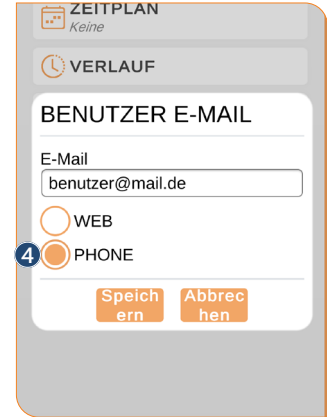 ZEITPLAN
Keine
VERLAUF
BENUTZER E-MAIL
E-Mail
benutzer@mail.de
WEB
4 PHONE
Speich
ern
Abbrec
hen